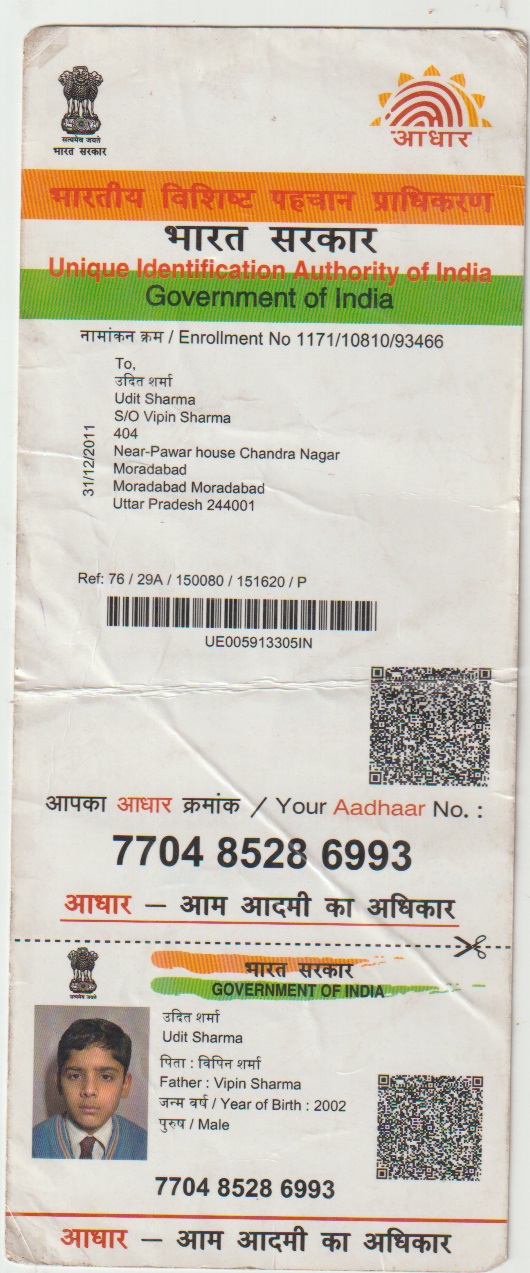 सत्यमेव जयते
भारत सरकार
आधार
भारतीय विशिष्ट पहचान प्राधिकरण
भारत सरकार
Unique Identification Authority of India
Government of India
नामांकन क्रम / Enrollment No 1171/10810/93466
To,
उदित शर्मा
Udit Sharma
S/O Vipin Sharma
404
Near-Pawar house Chandra Nagar
Moradabad
Moradabad Moradabad
Uttar Pradesh 244001
31/12/2011
Ref: 76 / 29A / 150080 / 151620 / P
UE005913305IN
आपका आधार क्रमांक / Your Aadhaar No. :
7704 8528 6993
आधार – आम आदमी का अधिकार
सत्यमेव जयते
भारत सरकार
GOVERNMENT OF INDIA
उदित शर्मा
Udit Sharma
पिता : विपिन शर्मा
Father : Vipin Sharma
जन्म वर्ष / Year of Birth : 2002
पुरुष / Male
7704 8528 6993
आधार – आम आदमी का अधिकार